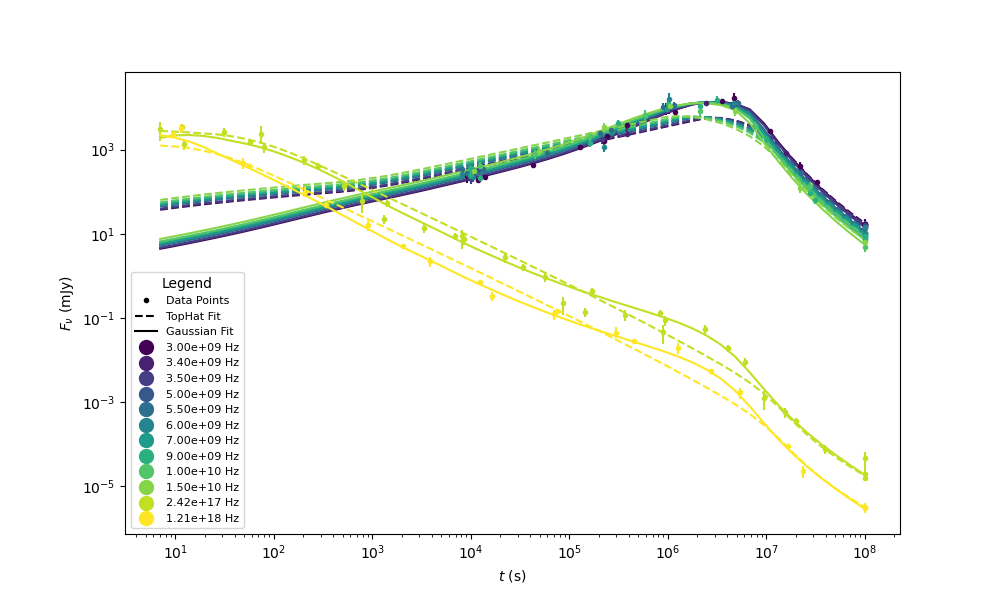 10^3
10^1
10^-1
10^-3
10^-5
F_ν (mJy)
Legend
Data Points
TopHat Fit
Gaussian Fit
3.00e+09 Hz
3.40e+09 Hz
3.50e+09 Hz
5.00e+09 Hz
5.50e+09 Hz
6.00e+09 Hz
7.00e+09 Hz
9.00e+09 Hz
1.00e+10 Hz
1.50e+10 Hz
2.42e+17 Hz
1.21e+18 Hz
10^1 10^2 10^3 10^4 10^5 10^6 10^7 10^8
t (s)